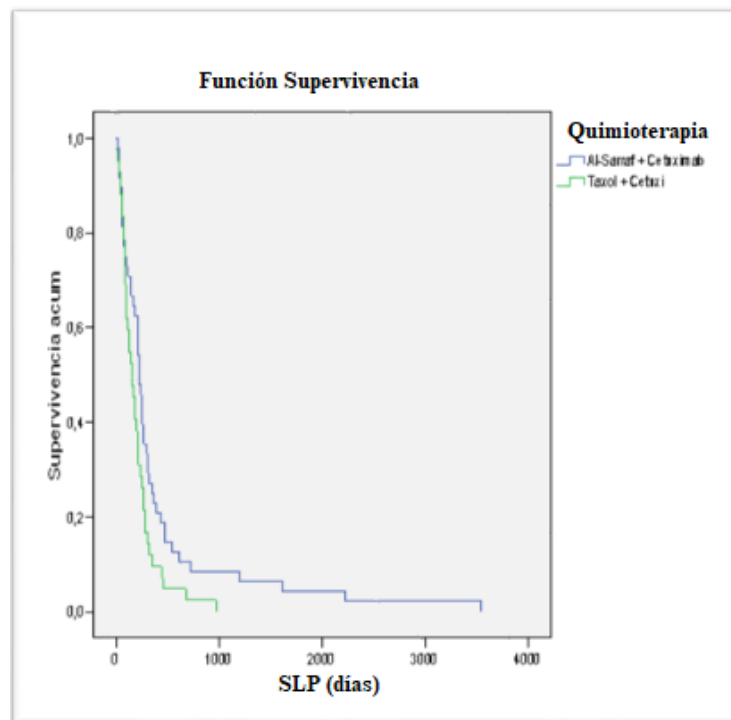 Función Supervivencia
Quimioterapia
Al-Sarraf + Cetuximab
Taxol + Cetuxi
1,0
0,8
0,6
0,4
0,2
0,0
Supervivencia acum
0 1000 2000 3000 4000
SLP (días)